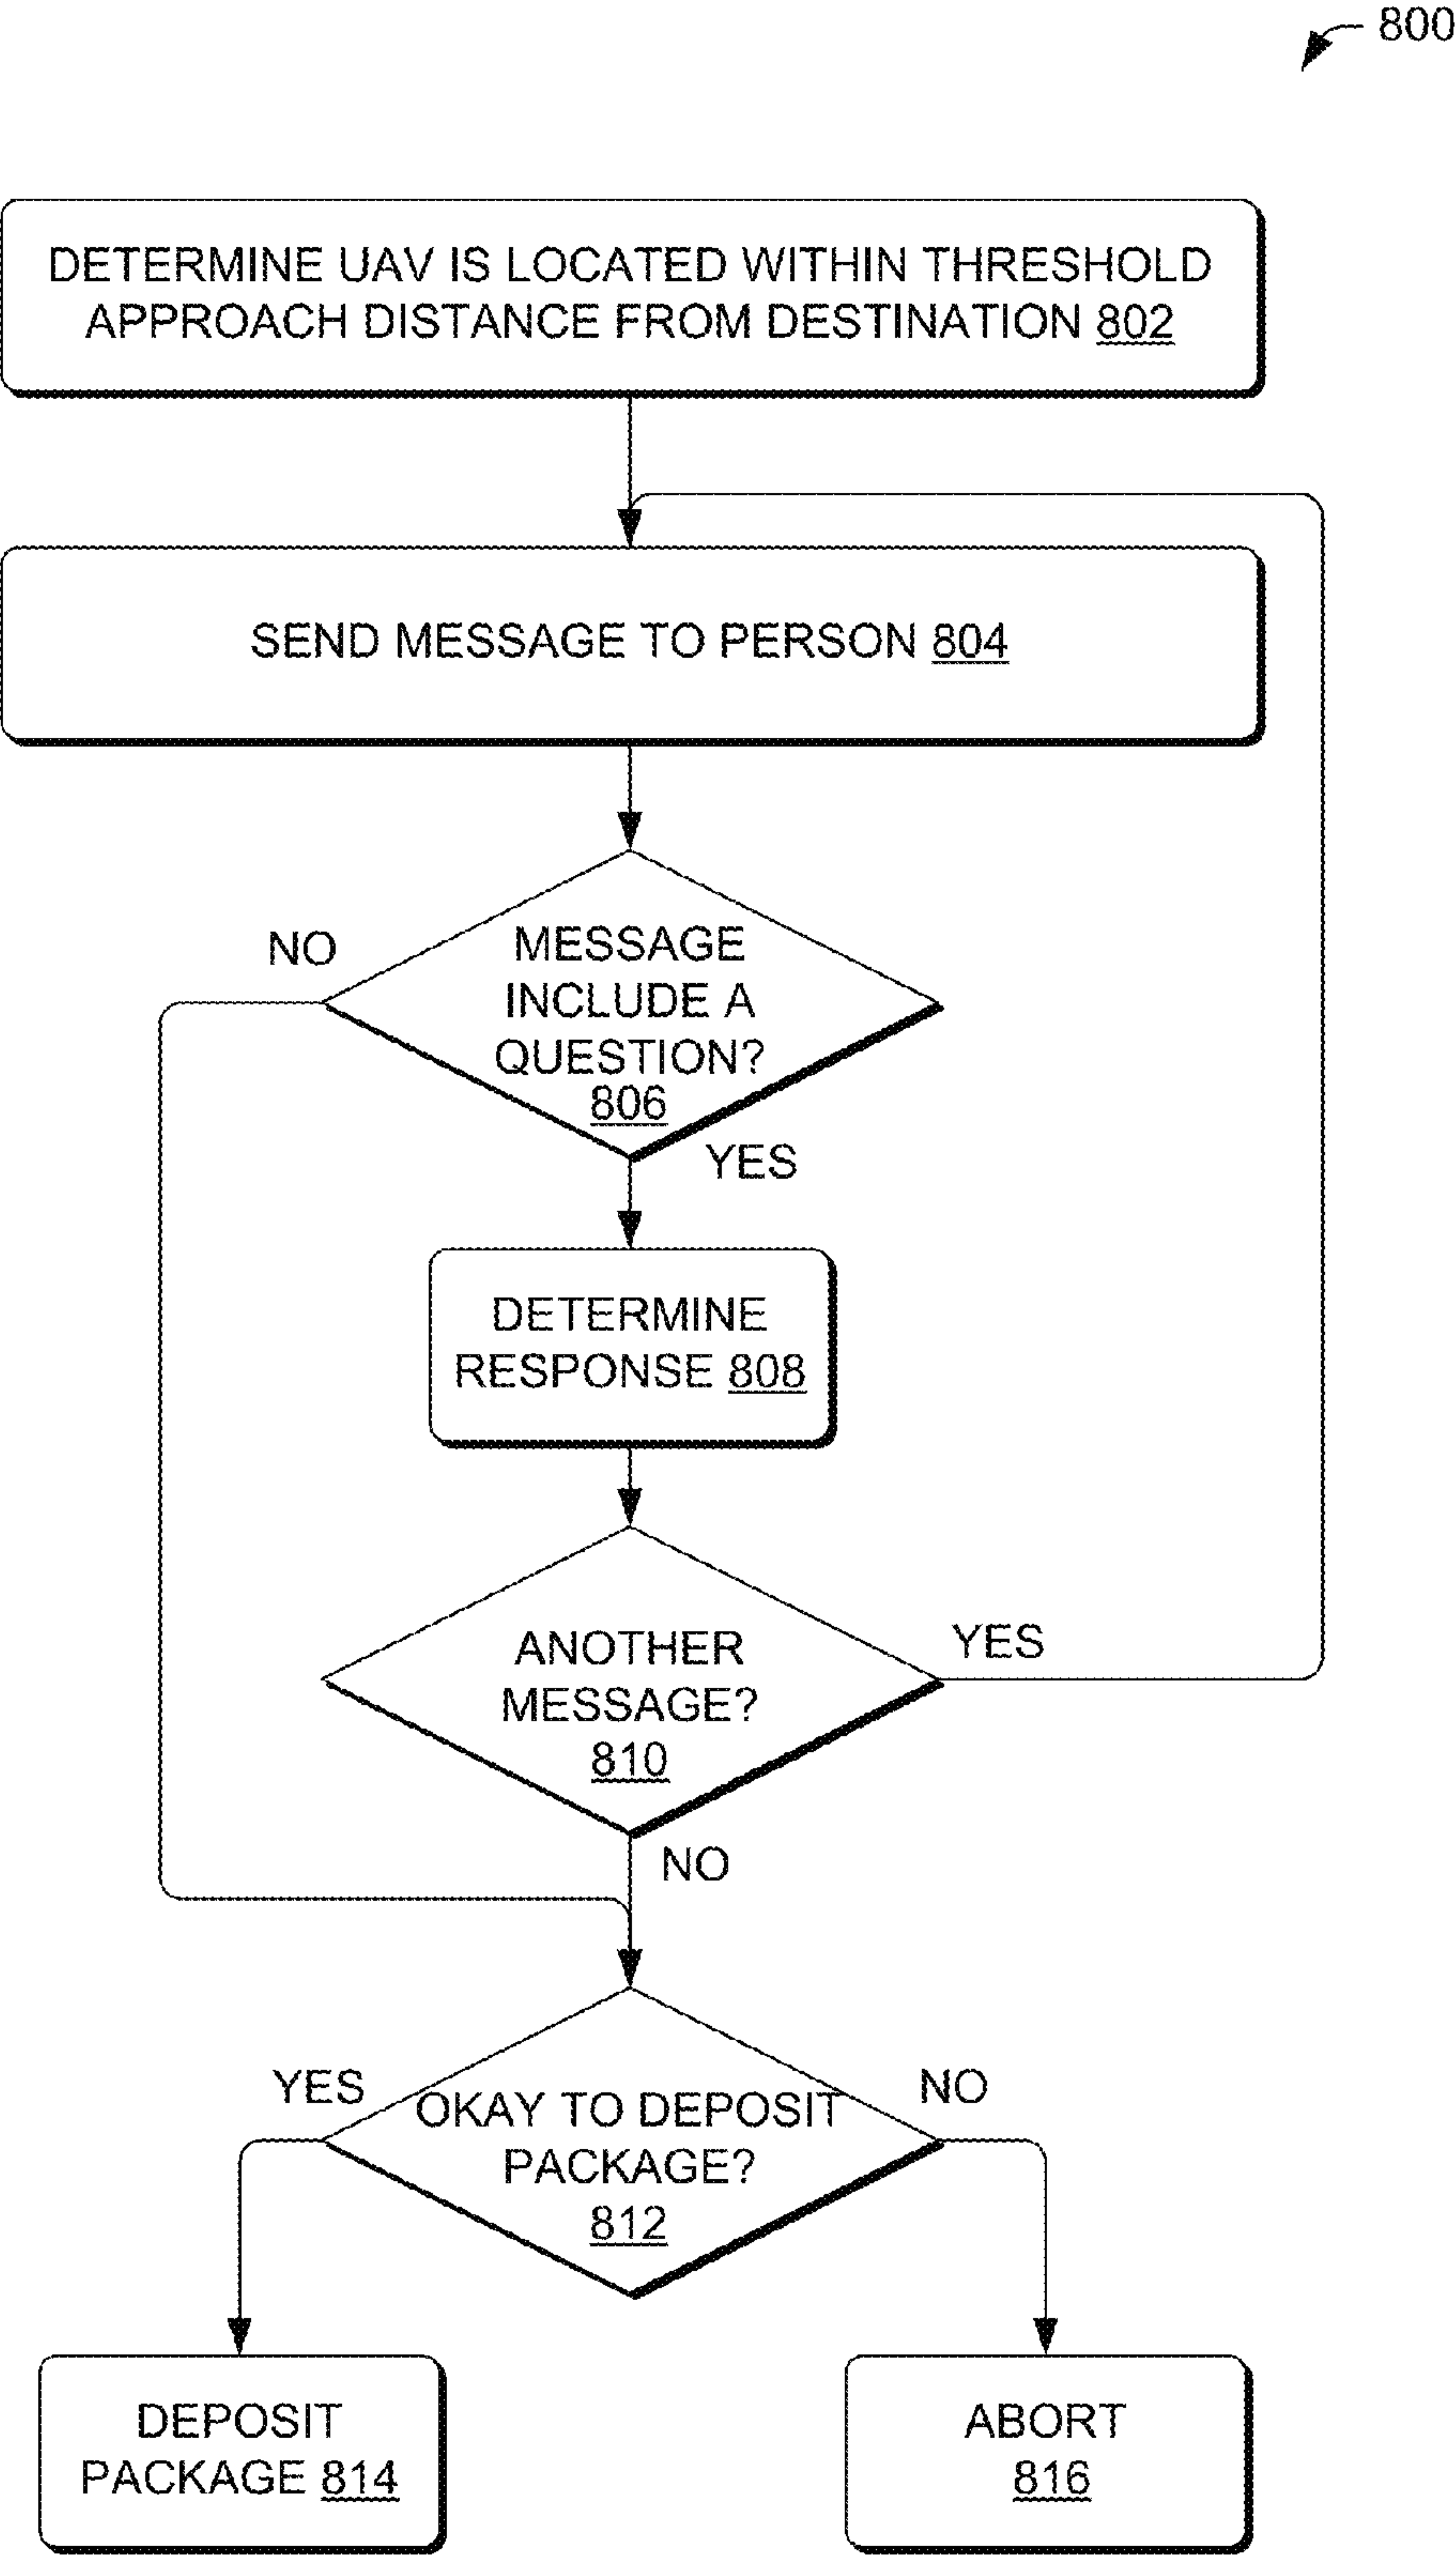 800
DETERMINE UAV IS LOCATED WITHIN THRESHOLD
APPROACH DISTANCE FROM DESTINATION 802
SEND MESSAGE TO PERSON 804
NO
MESSAGE
INCLUDE A
QUESTION?
806
YES
DETERMINE
RESPONSE 808
ANOTHER
MESSAGE?
810
YES
NO
YES
OKAY TO DEPOSIT
PACKAGE?
812
NO
DEPOSIT
PACKAGE 814
ABORT
816